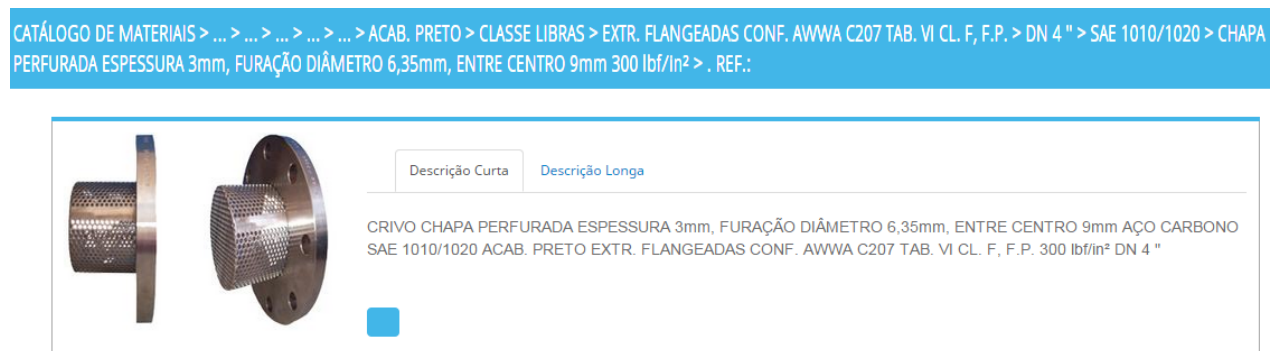 CATÁLOGO DE MATERIAIS > ... > ... > ... > ... > ACAB. PRETO > CLASSE LIBRAS > EXTR. FLANGEADAS CONF. AWWA C207 TAB. VI CL. F, F.P. > DN 4 " > SAE 1010/1020 > CHAPA
PERFURADA ESPESSURA 3mm, FURAÇÃO DIÂMETRO 6,35mm, ENTRE CENTRO 9mm 300 lbf/in² > . REF.:
Descrição Curta Descrição Longa
CRIVO CHAPA PERFURADA ESPESSURA 3mm, FURAÇÃO DIÂMETRO 6,35mm, ENTRE CENTRO 9mm AÇO CARBONO
SAE 1010/1020 ACAB. PRETO EXTR. FLANGEADAS CONF. AWWA C207 TAB. VI CL. F, F.P. 300 lbf/in² DN 4 "